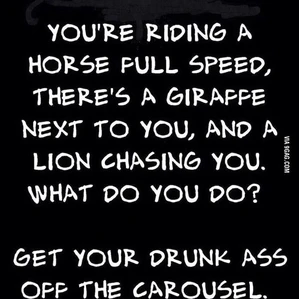 YOU'RE RIDING A
HORSE FULL SPEED,
THERE'S A GIRAFFE
NEXT TO YOU, AND A
LION CHASING YOU.
WHAT DO YOU DO?
GET YOUR DRUNK ASS
OFF THE CAROUSEL.
VIA 9GAG.COM